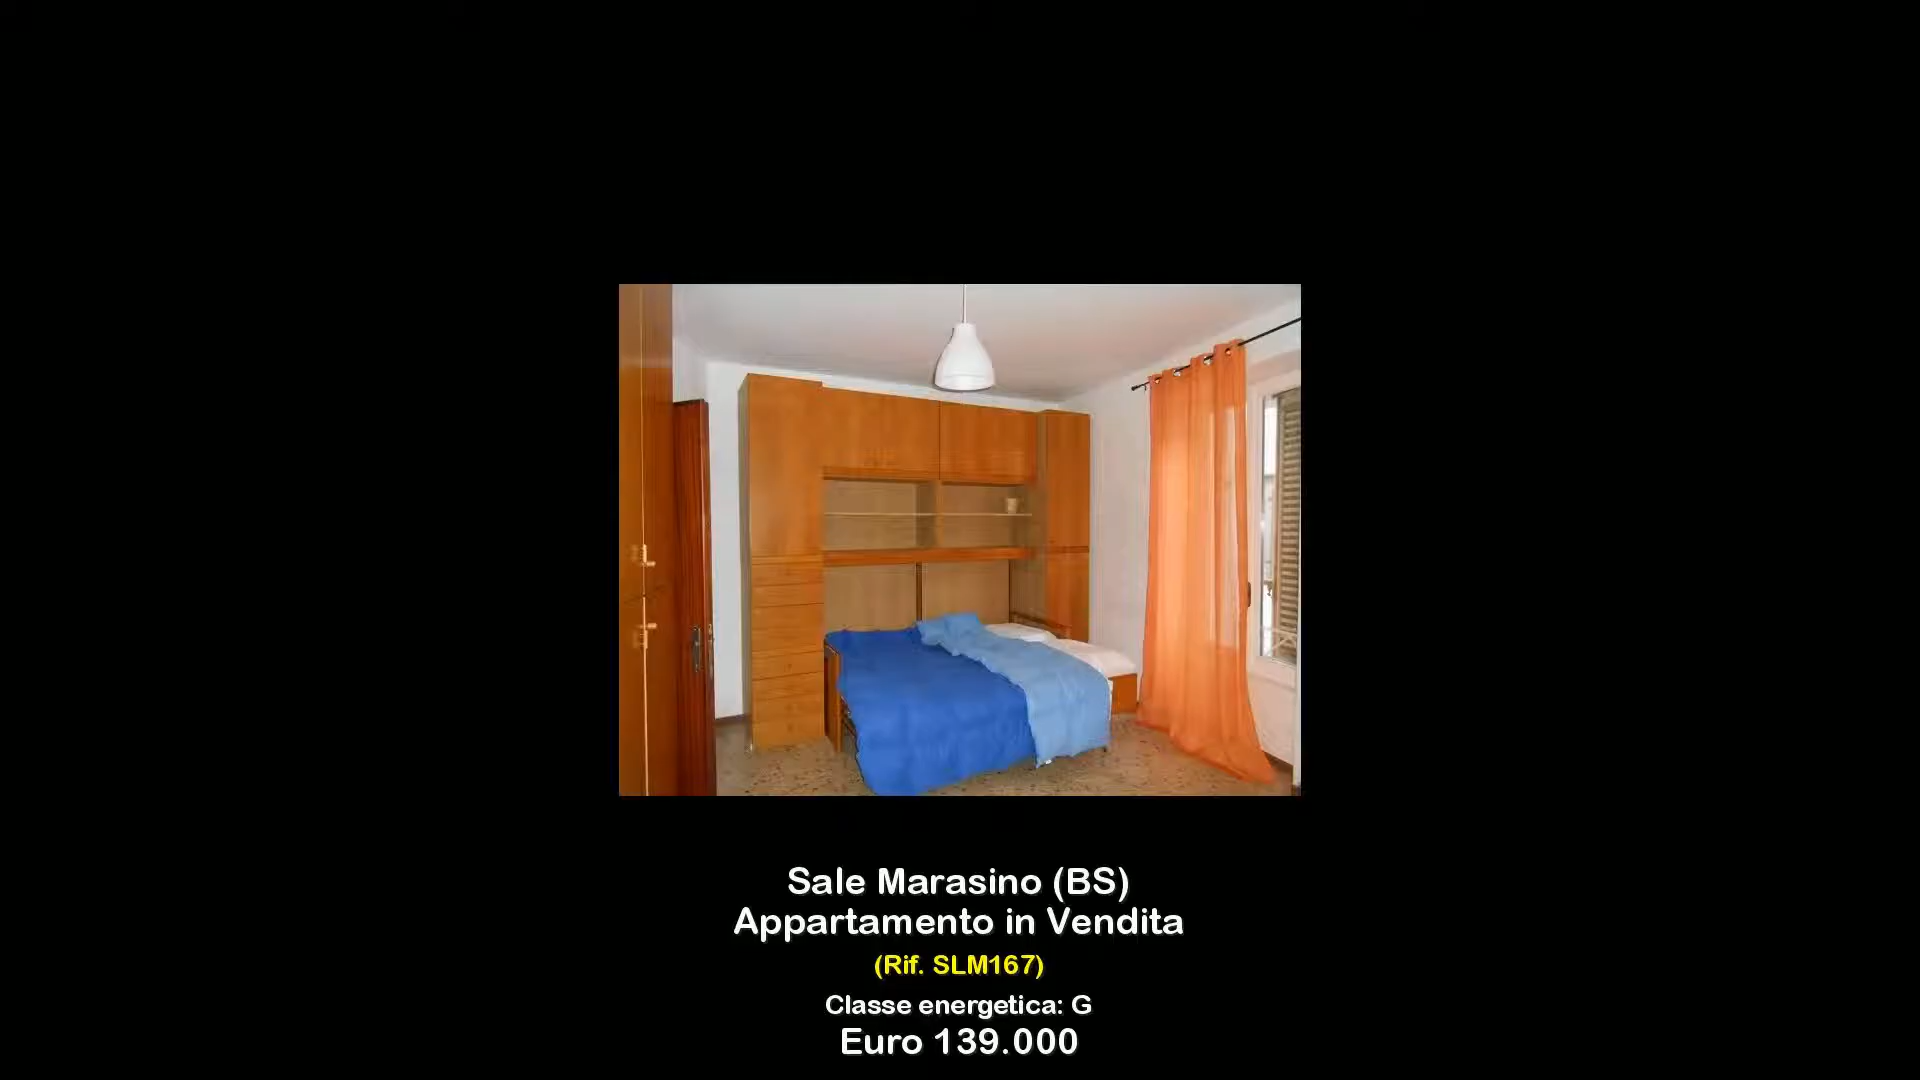 Sale Marasino (BS)
Appartamento in Vendita
(Rif. SLM167)
Classe energetica: G
Euro 139.000